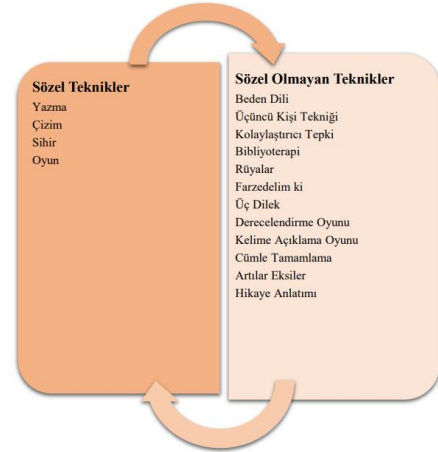 Sözel Teknikler
Yazma
Çizim
Sihir
Oyun
Sözel Olmayan Teknikler
Beden Dili
Üçüncü Kişi Tekniği
Kolaylaştırıcı Tepki
Bibliyoterapi
Rüyalar
Farzedelim ki
Üç Dilek
Derecelendirme Oyunu
Kelime Açıklama Oyunu
Cümle Tamamlama
Artılar Eksiler
Hikaye Anlatımı